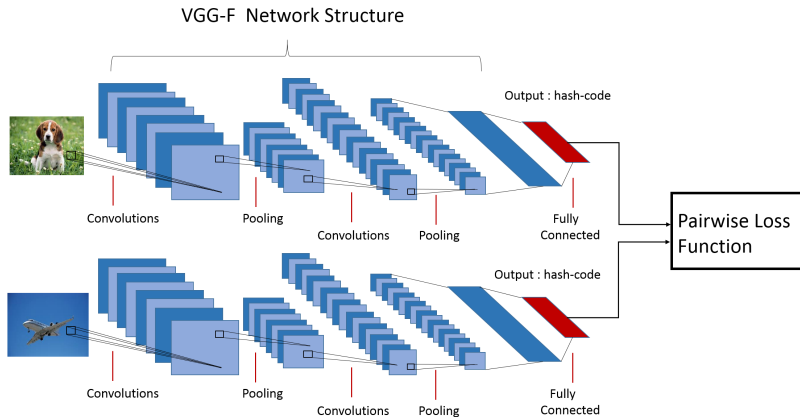 VGG-F Network Structure
Output : hash-code
Convolutions
Pooling
Convolutions
Pooling
Fully
Connected
Pairwise Loss
Function
Output : hash-code
Convolutions
Pooling
Convolutions
Pooling
Fully
Connected